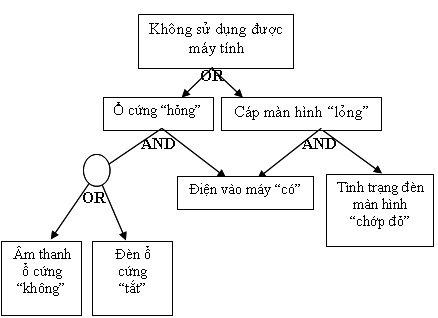 Không sử dụng được
máy tính
OR
Ổ cứng “hỏng”
Cáp màn hình “lỏng”
AND
AND
Điện vào máy “có”
Tình trạng đèn
màn hình
“chớp đỏ”
OR
Âm thanh
ổ cứng
“không”
Đèn ổ
cứng
“tắt”